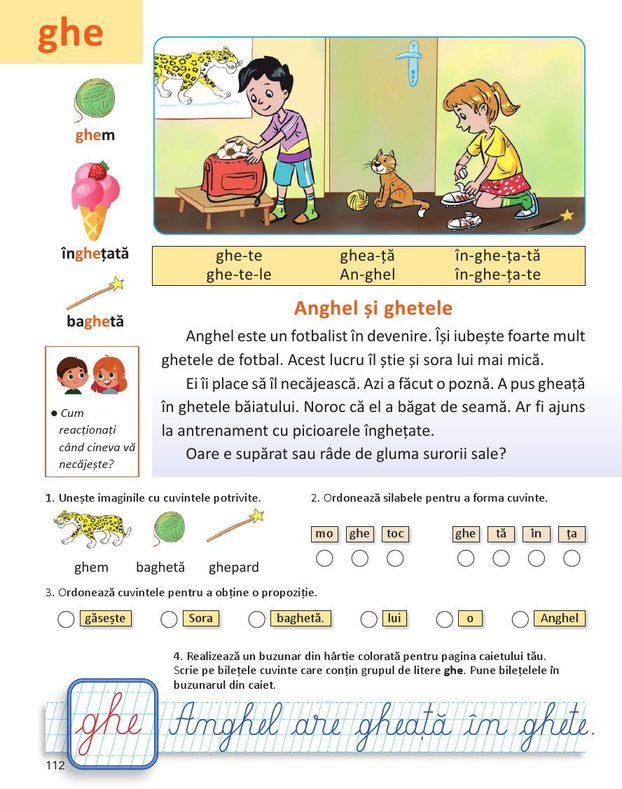 ghe
ghem
înghețată
baghetă
ghe-te ghea-ță în-ghe-ța-tă
ghe-te-le An-ghel în-ghe-ța-te
Anghel și ghetele
Anghel este un fotbalist în devenire. Își iubește foarte mult
ghetele de fotbal. Acest lucru îl știe și sora lui mai mică.
Ei îi place să îl necăjească. Azi a făcut o poznă. A pus gheață
în ghetele băiatului. Noroc că el a băgat de seamă. Ar fi ajuns
la antrenament cu picioarele înghețate.
Oare e supărat sau râde de gluma surorii sale?
● Cum
reacționați
când cineva vă
necăjește?
1. Unește imaginile cu cuvintele potrivite.
ghem baghetă ghepard
2. Ordonează silabele pentru a forma cuvinte.
mo ghe toc ghe tă în ța
3. Ordonează cuvintele pentru a obține o propoziție.
găsește Sora baghetă. lui o Anghel
4. Realizează un buzunar din hârtie colorată pentru pagina caietului tău.
Scrie pe bilețele cuvinte care conțin grupul de litere ghe. Pune bilețelele în
buzunarul din caiet.
ghe Anghel are gheață în ghete.
112